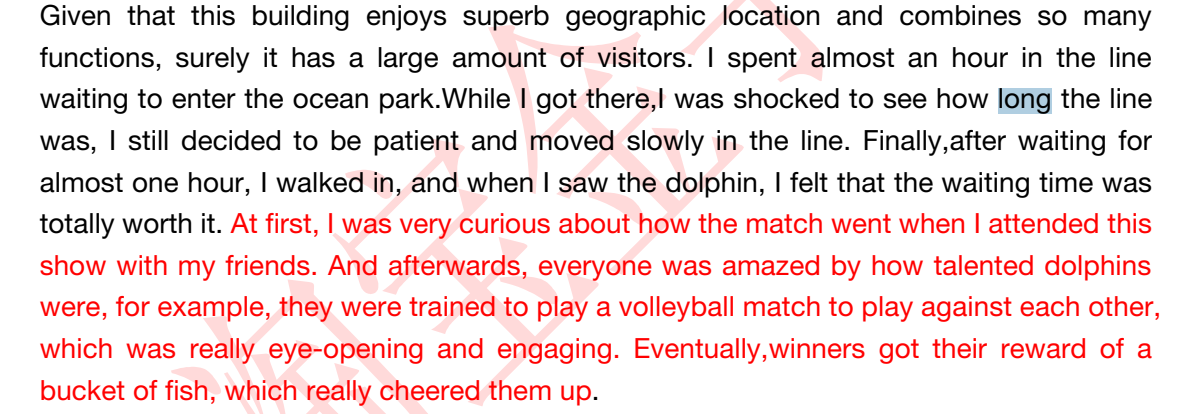 Given that this building enjoys superb geographic location and combines so many
functions, surely it has a large amount of visitors. I spent almost an hour in the line
waiting to enter the ocean park.While I got there,I was shocked to see how long the line
was, I still decided to be patient and moved slowly in the line. Finally,after waiting for
almost one hour, I walked in, and when I saw the dolphin, I felt that the waiting time was
totally worth it. At first, I was very curious about how the match went when I attended this
show with my friends. And afterwards, everyone was amazed by how talented dolphins
were, for example, they were trained to play a volleyball match to play against each other,
which was really eye-opening and engaging. Eventually,winners got their reward of a
bucket of fish, which really cheered them up.